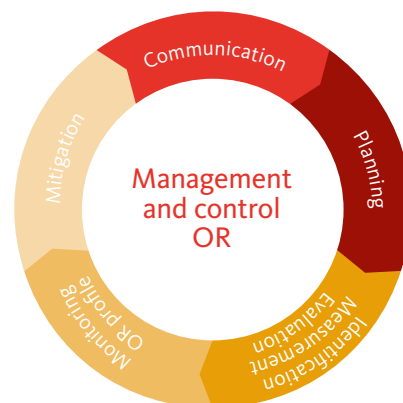 Communication
Planning
Identification
Measurement
Evaluation
Monitoring
OR profile
Mitigation
Management
and control
OR